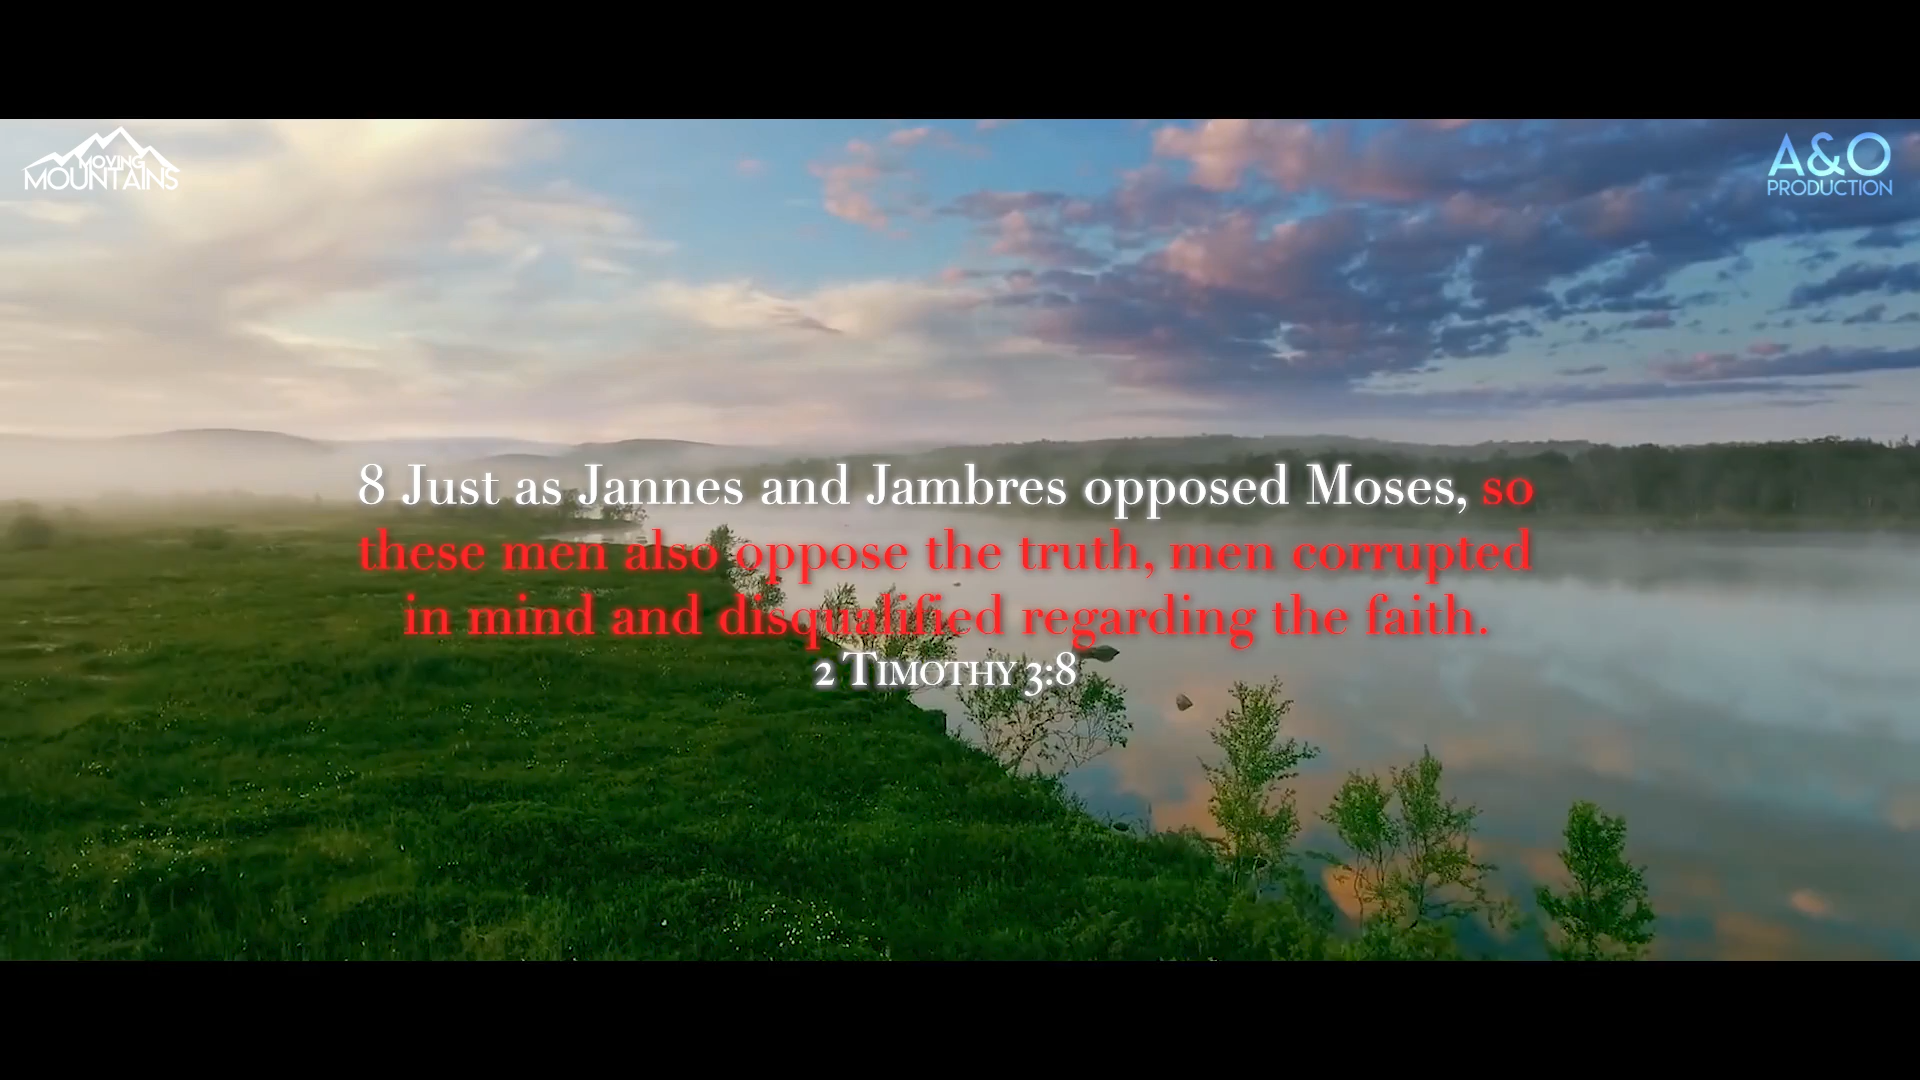 MOVING
MOUNTAINS
A&O
PRODUCTION
8 Just as Jannes and Jambres opposed Moses, so
these men also oppose the truth, men corrupted
in mind and disqualified regarding the faith.
2 TIMOTHY 3:8